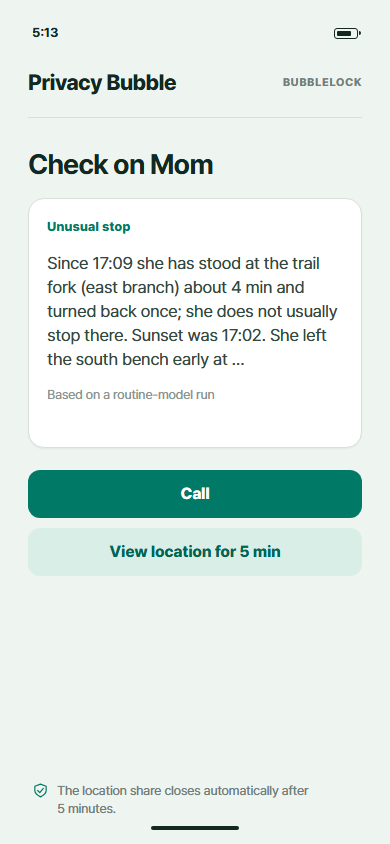 5:13
Privacy Bubble
BUBBLELOCK
Check on Mom
Unusual stop
Since 17:09 she has stood at the trail
fork (east branch) about 4 min and
turned back once; she does not usually
stop there. Sunset was 17:02. She left
the south bench early at ...
Based on a routine-model run
Call
View location for 5 min
The location share closes automatically after
5 minutes.